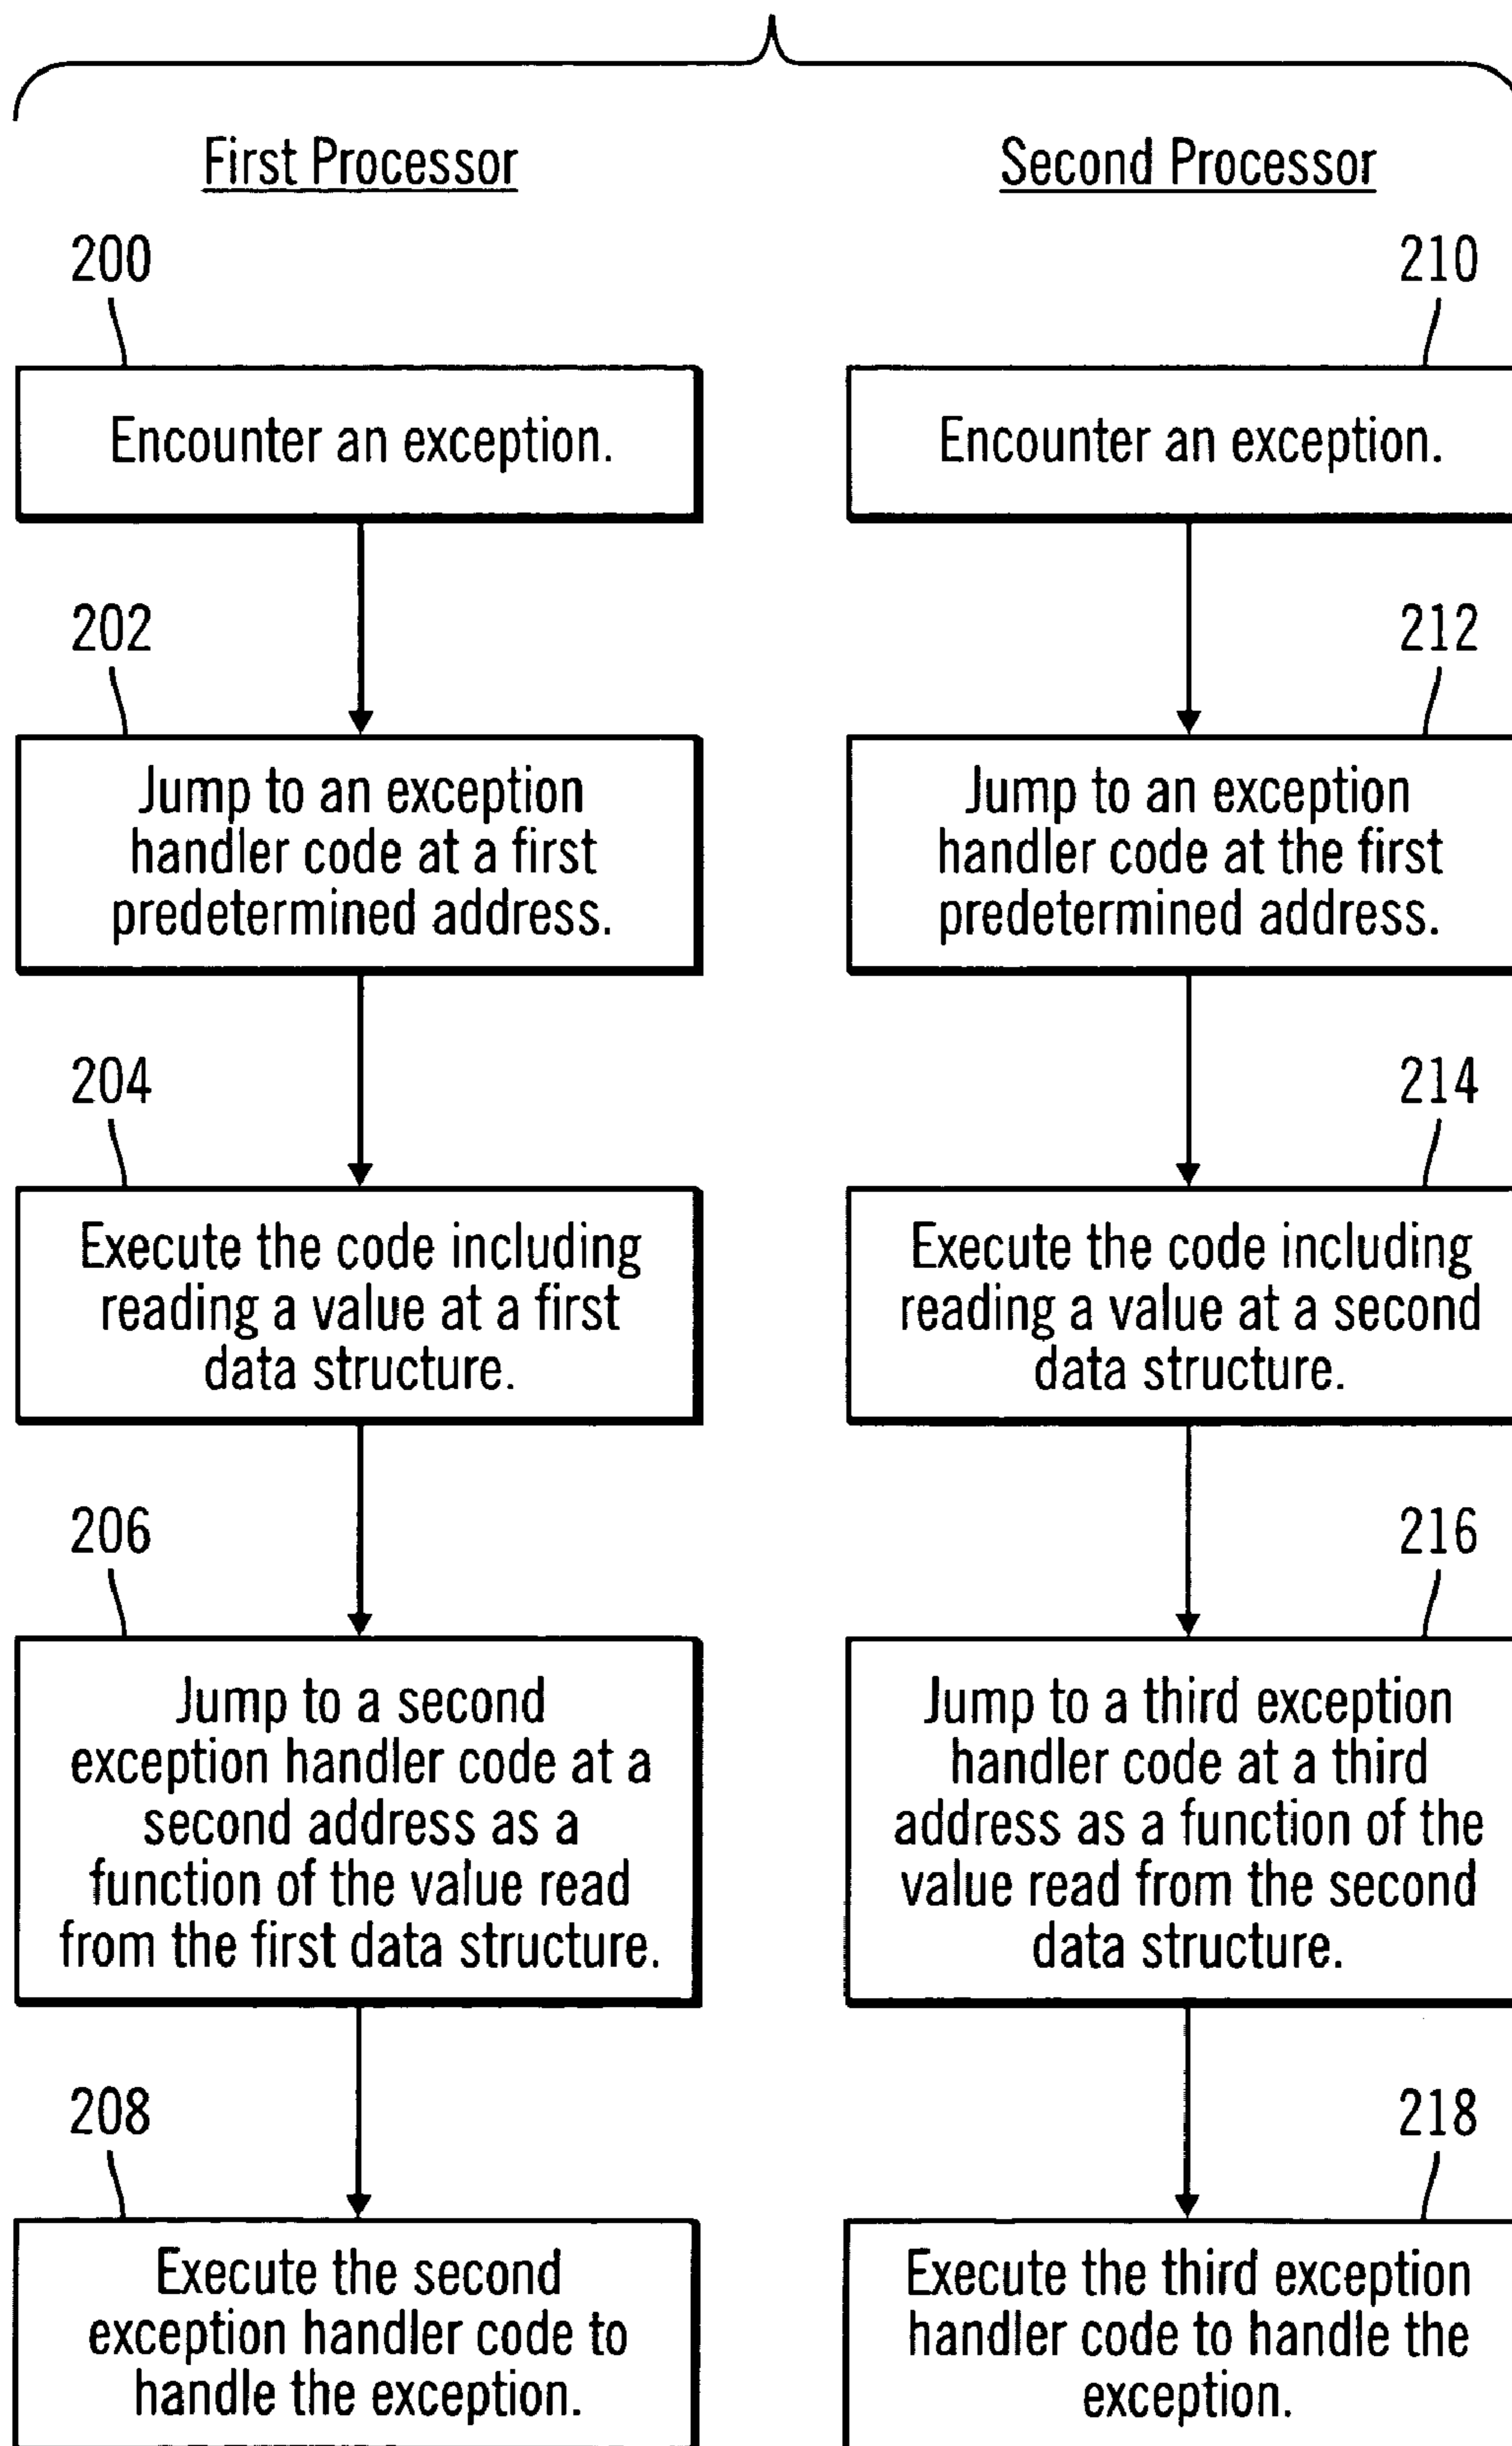 First Processor
200
Encounter an exception.
202
Jump to an exception
handler code at a first
predetermined address.
204
Execute the code including
reading a value at a first
data structure.
206
Jump to a second
exception handler code at a
second address as a
function of the value read
from the first data structure.
208
Execute the second
exception handler code to
handle the exception.
Second Processor
210
Encounter an exception.
212
Jump to an exception
handler code at the first
predetermined address.
214
Execute the code including
reading a value at a second
data structure.
216
Jump to a third exception
handler code at a third
address as a function of the
value read from the second
data structure.
218
Execute the third exception
handler code to handle the
exception.